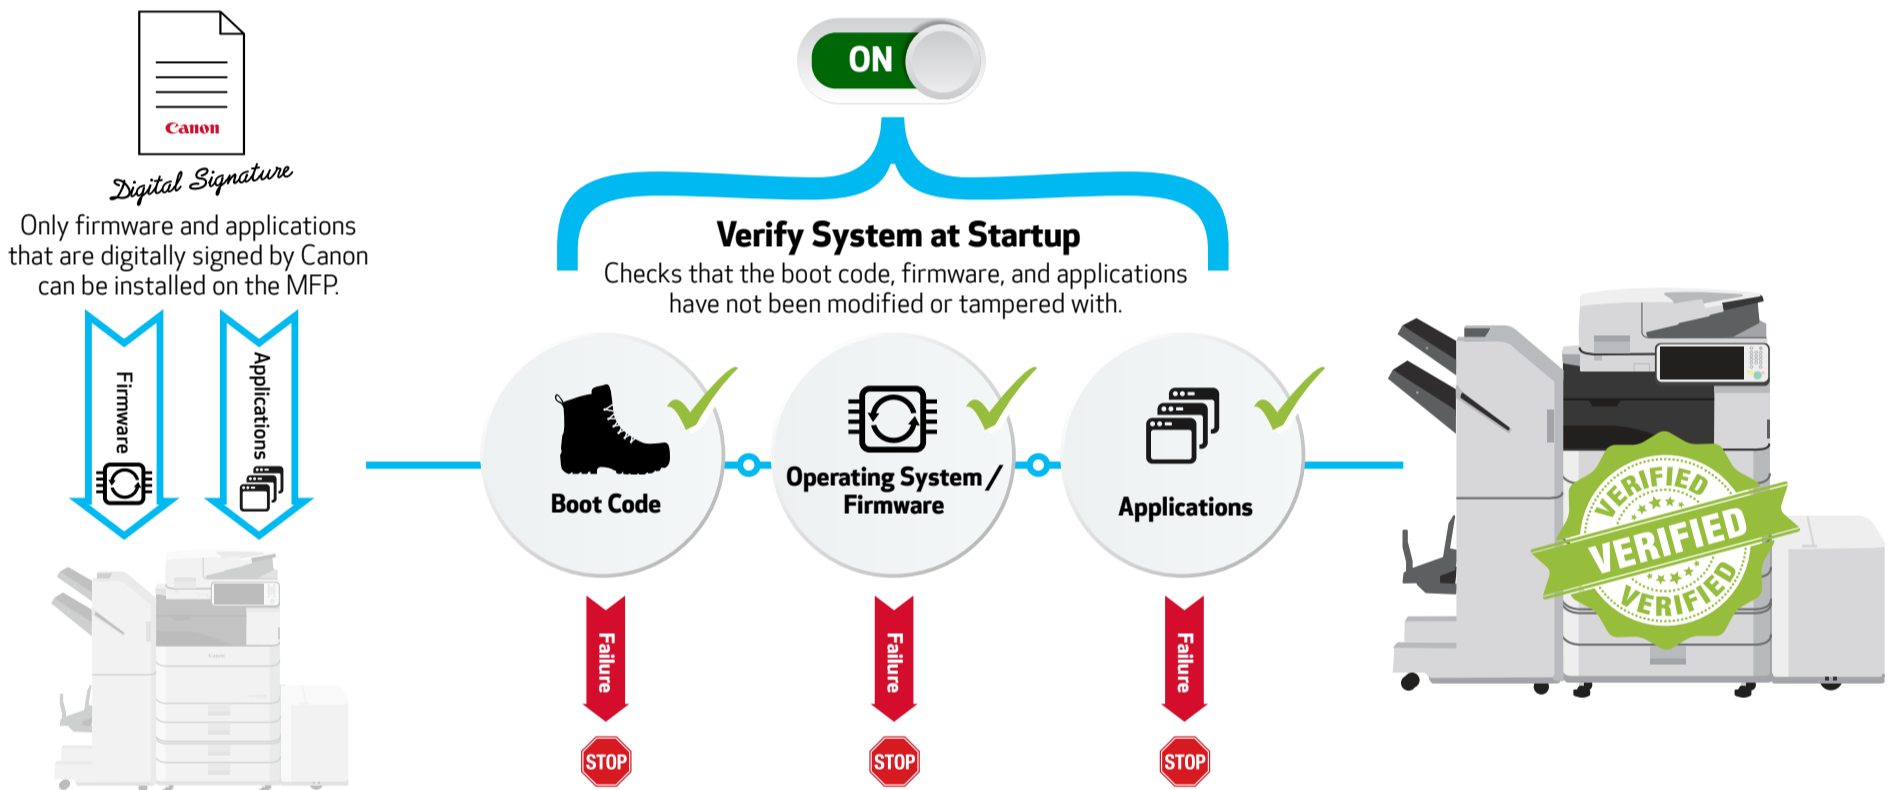 Canon
Digital Signature
Only firmware and applications
that are digitally signed by Canon
can be installed on the MFP.
Firmware
Applications
ON
Verify System at Startup
Checks that the boot code, firmware, and applications
have not been modified or tampered with.
Boot Code
Operating System /
Firmware
Applications
Failure
Failure
Failure
STOP
STOP
STOP
VERIFIED
VERIFIED
VERIFIED